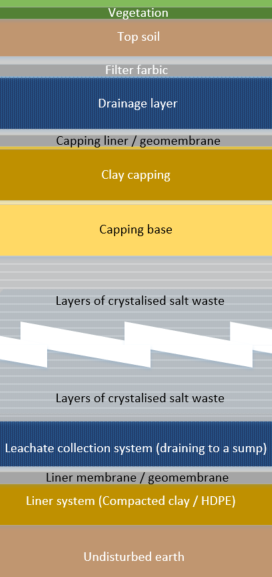 Vegetation
Top soil
Filter farbic
Drainage layer
Capping liner / geomembrane
Clay capping
Capping base
Layers of crystalised salt waste
Layers of crystalised salt waste
Leachate collection system (draining to a sump)
Liner membrane / geomembrane
Liner system (Compacted clay / HDPE)
Undisturbed earth